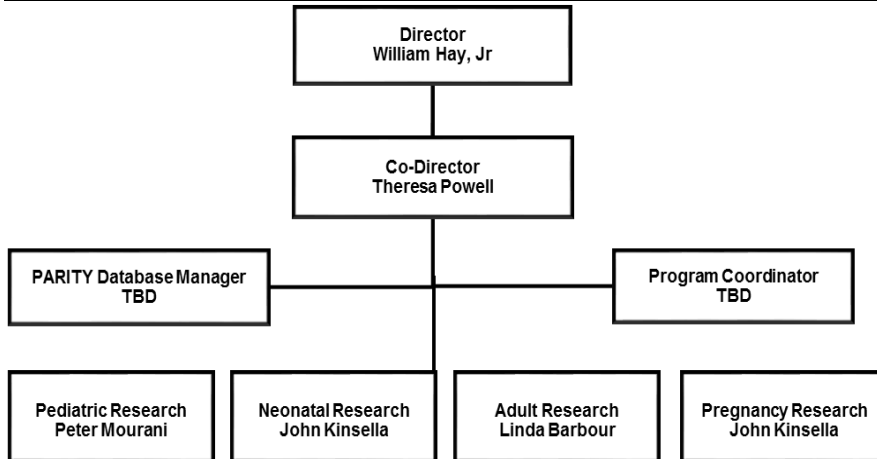 Director
William Hay, Jr
Co-Director
Theresa Powell
PARITY Database Manager
TBD
Program Coordinator
TBD
Pediatric Research
Peter Mourani
Neonatal Research
John Kinsella
Adult Research
Linda Barbour
Pregnancy Research
John Kinsella